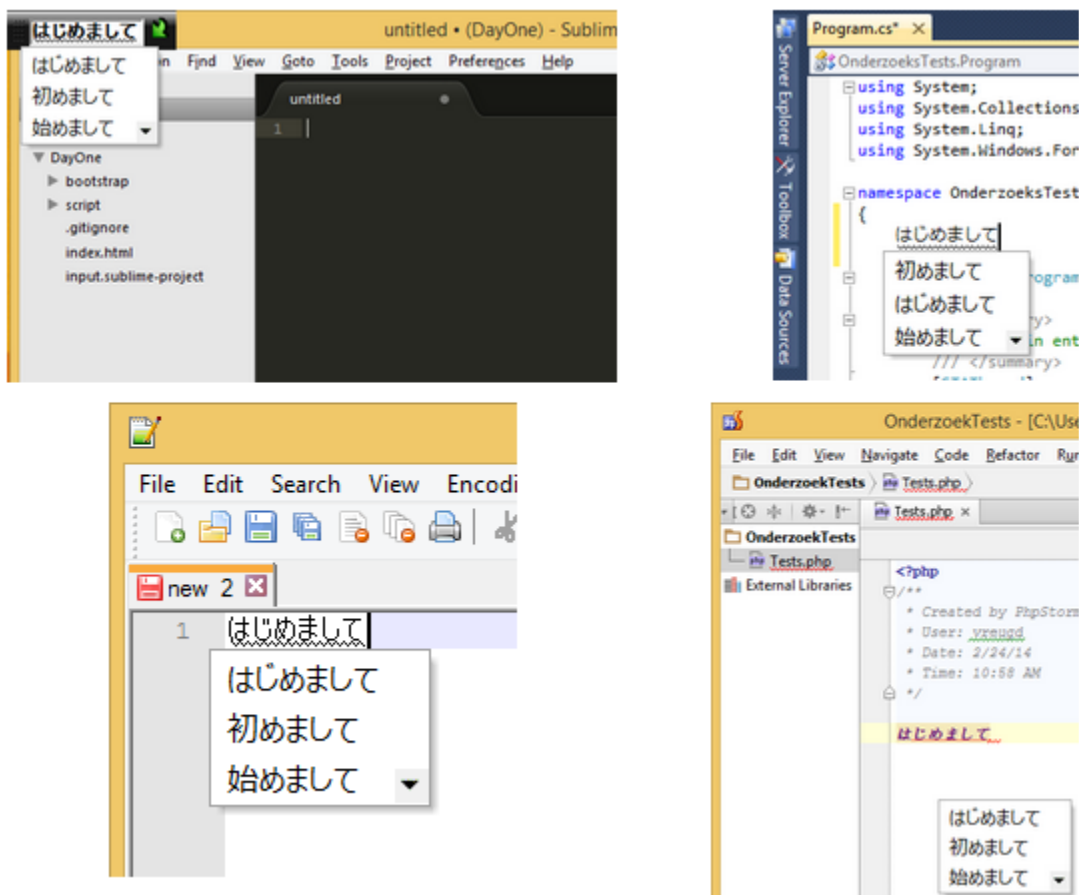 はじめまして
untitled • (DayOne) - Sublim
はじめまして
初めまして
始めまして
n Find View Goto Tools Project Preferences Help
untitled
1
DayOne
bootstrap
script
.gitignore
index.html
input.sublime-project
Server Explorer
Toolbox
Data Sources
Program.cs*
OnderzoeksTests.Program
using System;
using System.Collections
using System.Linq;
using System.Windows.For
namespace OnderzoeksTest
{
はじめまして
初めまして
はじめまして
始めまして
rogram
ry>
in ent
/// </summary>
File Edit Search View Encodi
new 2
1 はじめまして
はじめまして
初めまして
始めまして
OnderzoekTests - [C:\Use
File Edit View Navigate Code Refactor Run
OnderzoekTests Tests.php
Tests.php
OnderzoekTests
Tests.php
External Libraries
<?php
/**
* Created by PhpStorm
* User: vreugd
* Date: 2/24/14
* Time: 10:58 AM
*/
はじめまして
はじめまして
初めまして
始めまして